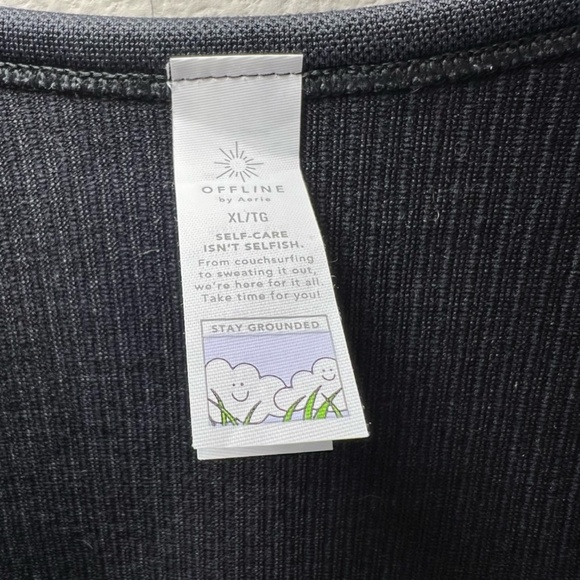 OFFLINE
by Aerie
XL/TG
SELF-CARE
ISN'T SELFISH.
From couchsurfing
to sweating it out,
we're here for it all.
Take time for you!
STAY GROUNDED